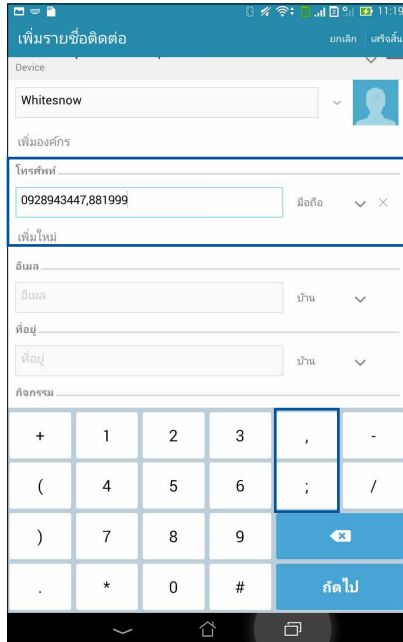 11:19
เพิ่มรายชื่อติดต่อ ยกเลิก เสร็จสิ้น
Device
Whitesnow
เพิ่มองค์กร
โทรศัพท์
0928943447,881999 มือถือ
เพิ่มใหม่
อีเมล
อีเมล บ้าน
ที่อยู่
ที่อยู่ บ้าน
กิจกรรม
+ 1 2 3 , -
( 4 5 6 ; /
) 7 8 9
. * 0 # ถัดไป